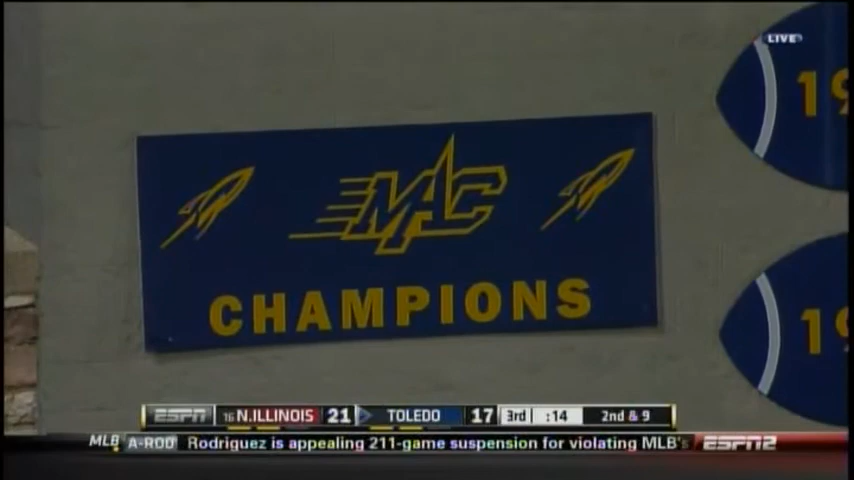 LIVE
MAC
CHAMPIONS
19
19
ESPN 16 N.ILLINOIS 21 TOLEDO 17 3rd :14 2nd & 9
MLB A-ROD Rodriguez is appealing 211-game suspension for violating MLB's ESPN2